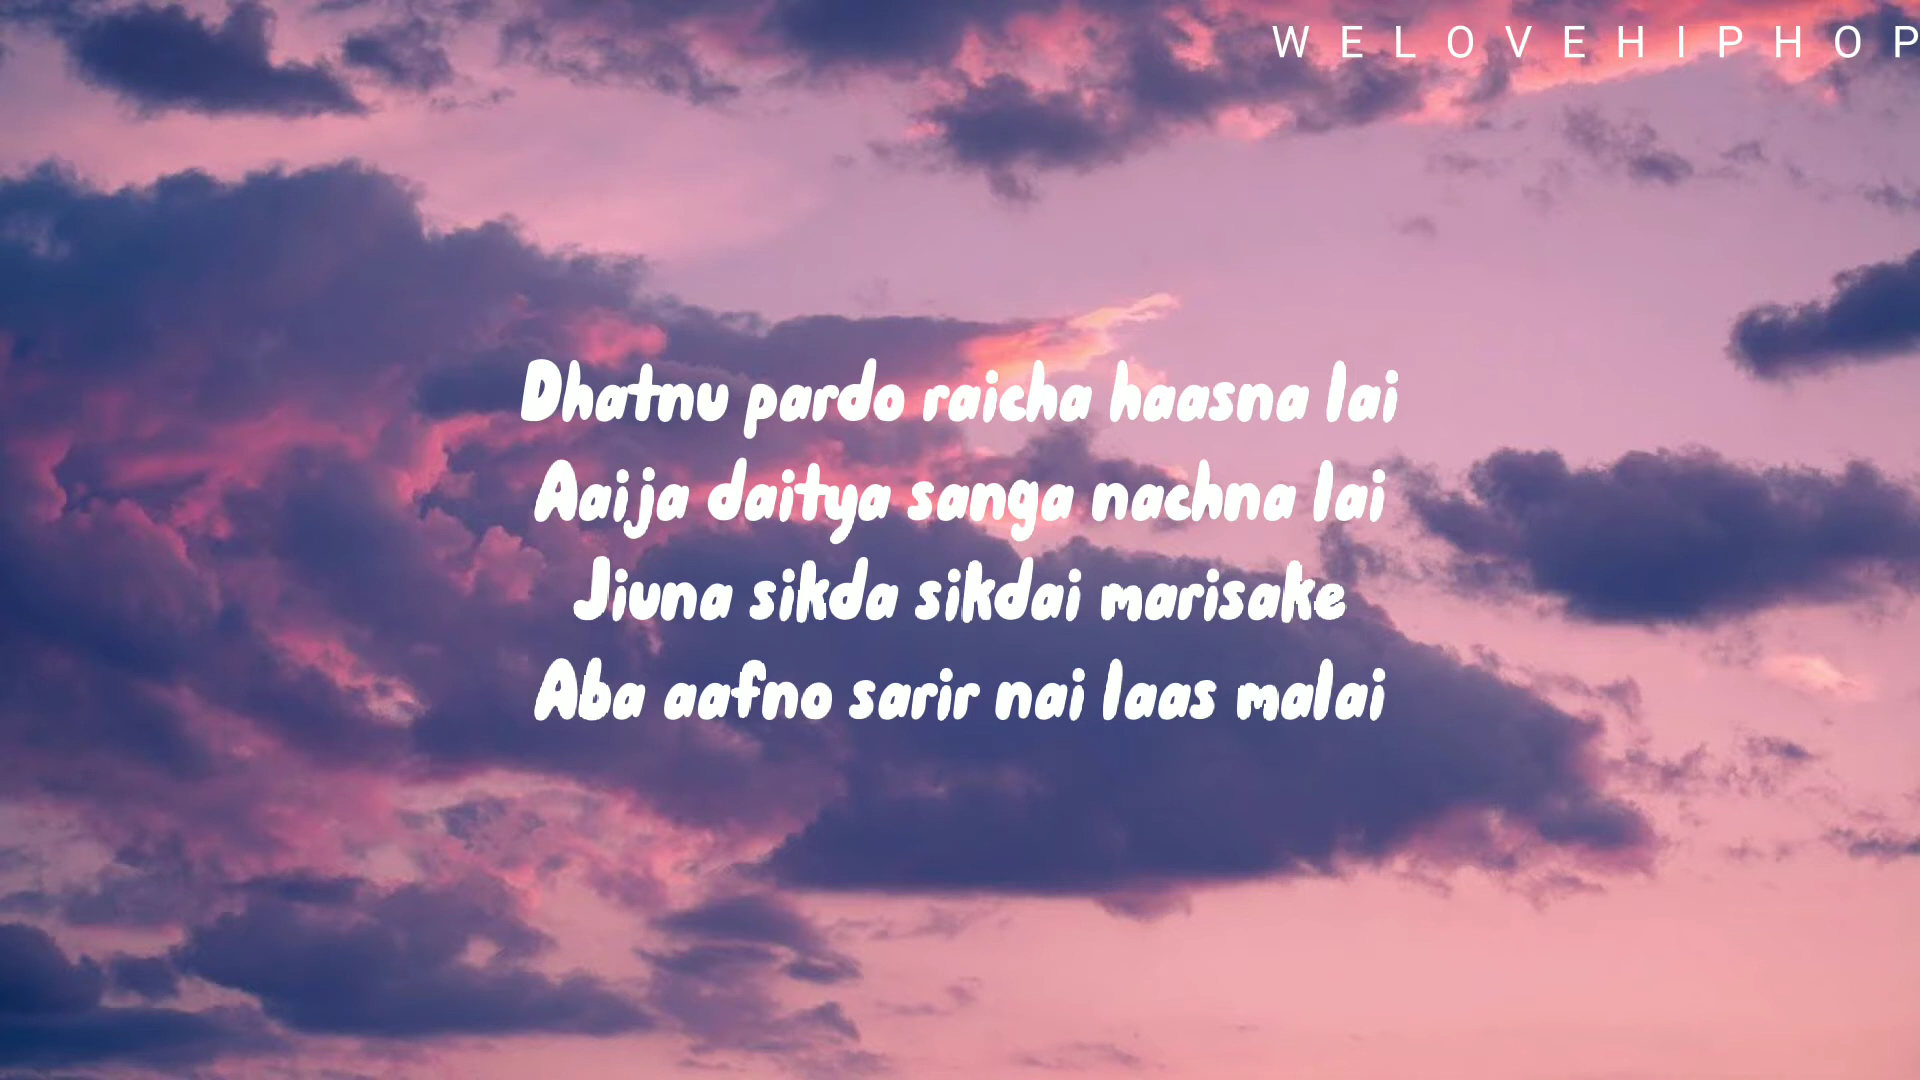 W E L O V E H I P H O P
Dhatnu pardo raicha haasna lai
Aaija daitya sanga nachna lai
Jiuna sikda sikdai marisake
Aba aafno sarir nai laas malai